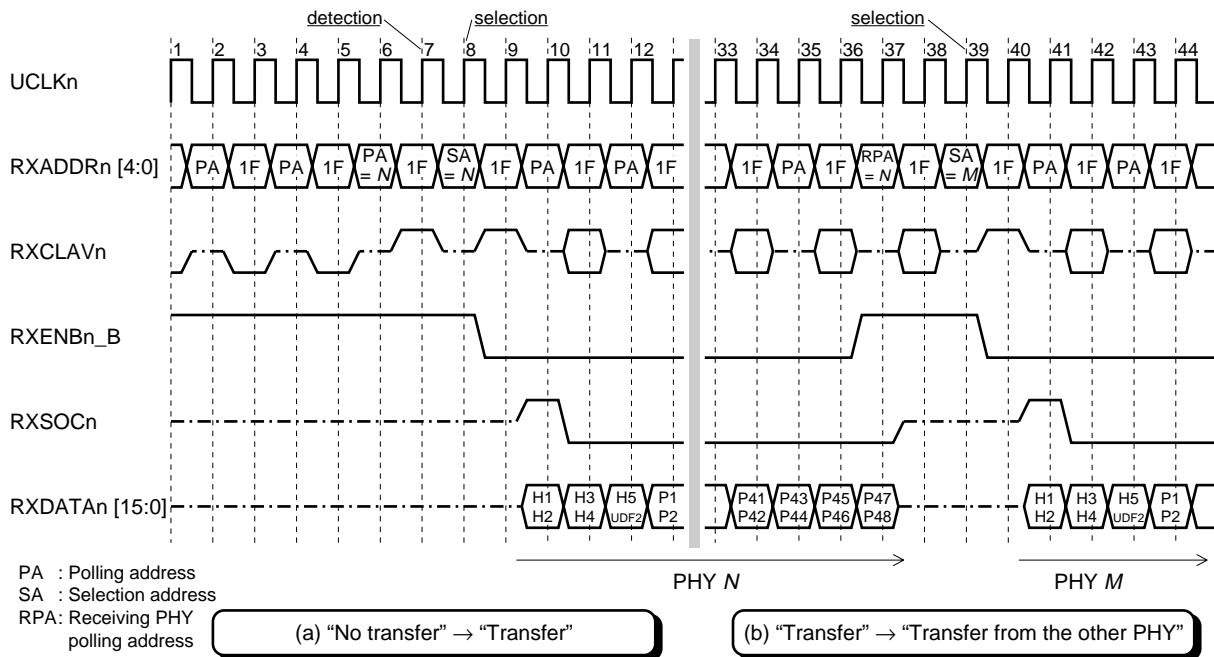 detection selection selection
1 2 3 4 5 6 7 8 9 10 11 12 33 34 35 36 37 38 39 40 41 42 43 44
UCLKn
RXADDRn [4:0] PA 1F PA 1F PA = N 1F SA = N 1F PA 1F PA 1F 1F PA 1F RPA = N 1F SA = M 1F PA 1F PA 1F
RXCLAVn
RXENBn_B
RXSOCn
RXDATAn [15:0] H1 H2 H3 H4 H5 UDF2 P1 P2 P41 P42 P43 P44 P45 P46 P47 P48 H1 H2 H3 H4 H5 UDF2 P1 P2
PHY N PHY M
PA : Polling address
SA : Selection address
RPA: Receiving PHY
polling address
(a) “No transfer” → “Transfer”
(b) “Transfer” → “Transfer from the other PHY”